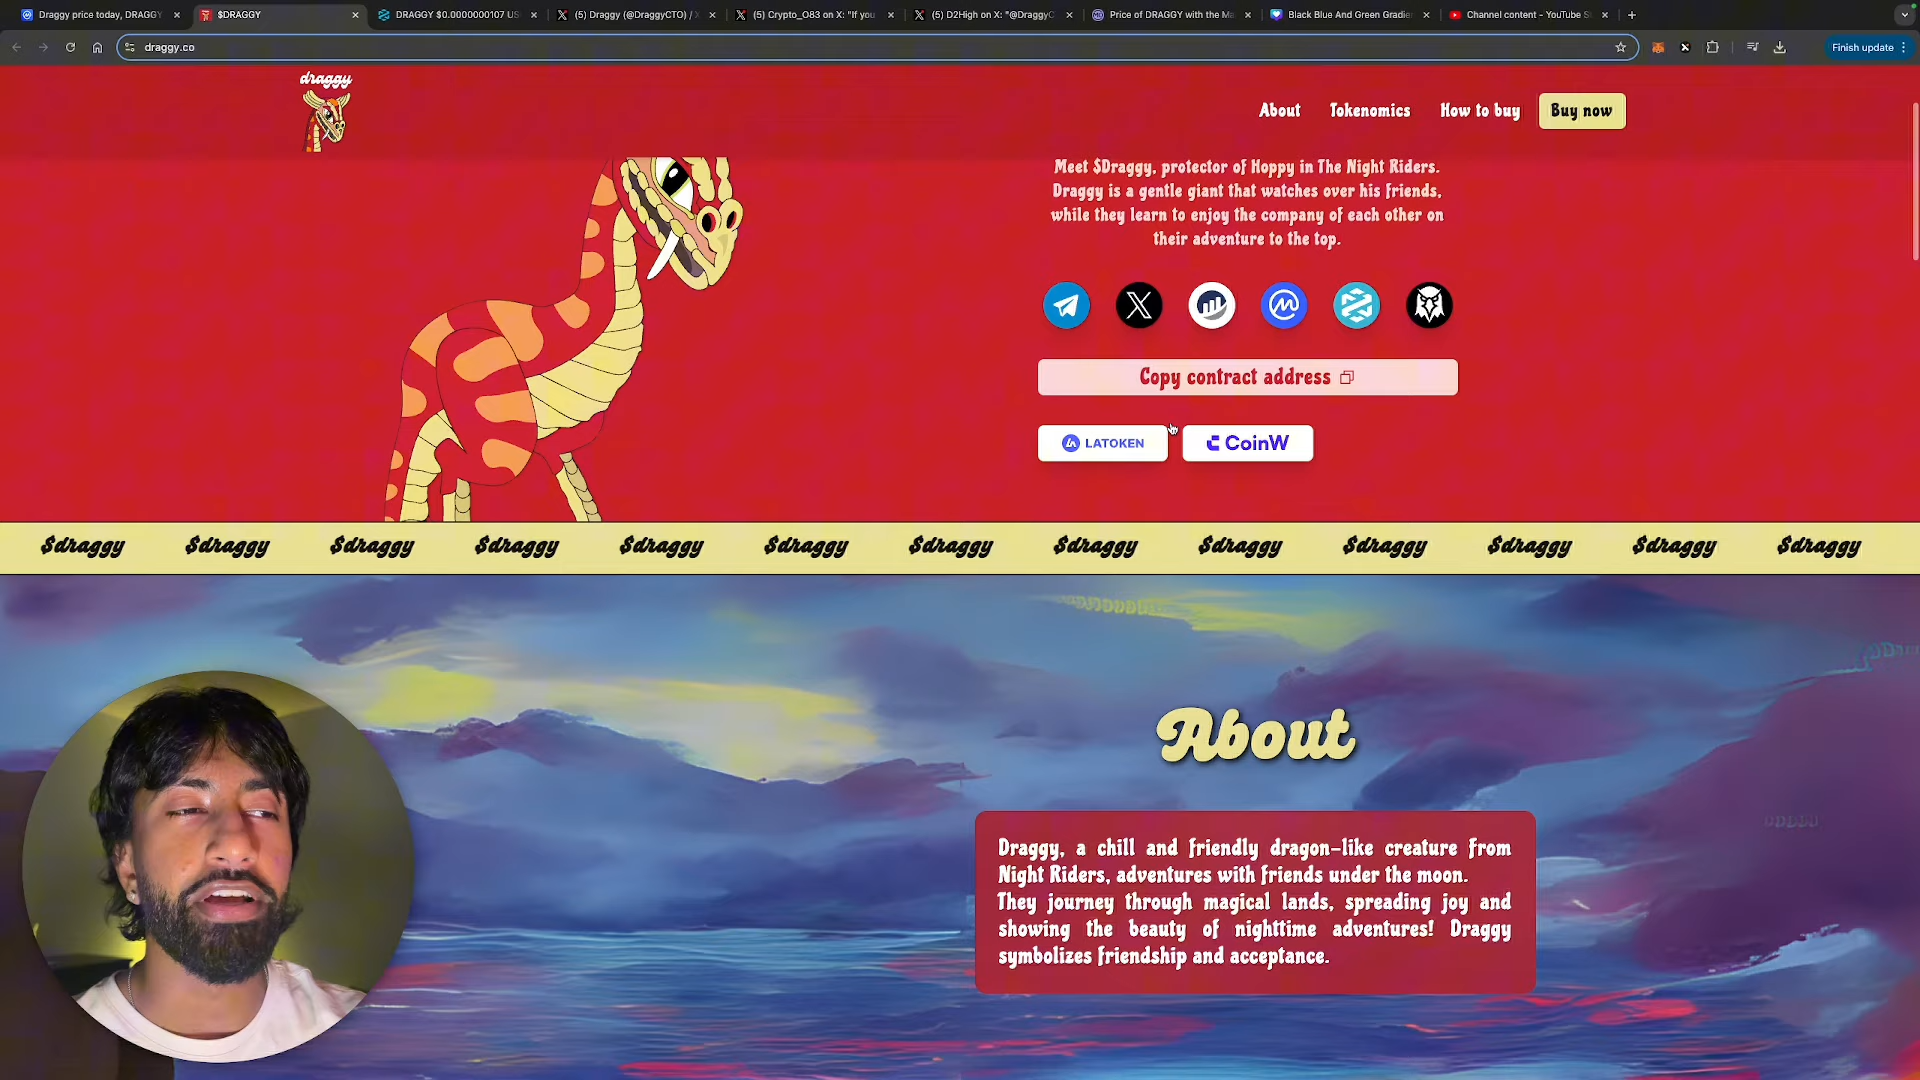 Draggy price today, DRAGGY
$DRAGGY
DRAGGY $0.0000000107 US
(5) Draggy (@DraggyCTO) / X
(5) Crypto_O83 on X: "If you
(5) D2High on X: "@DraggyC
Price of DRAGGY with the Ma
Black Blue And Green Gradie
Channel content - YouTube S
draggy.co
Finish update
draggy
About
Tokenomics
How to buy
Buy now
Meet $Draggy, protector of Hoppy in The Night Riders.
Draggy is a gentle giant that watches over his friends,
while they learn to enjoy the company of each other on
their adventure to the top.
Copy contract address
LATOKEN
CoinW
$draggy $draggy $draggy $draggy $draggy $draggy $draggy $draggy $draggy $draggy $draggy $draggy $draggy
About
Draggy, a chill and friendly dragon-like creature from
Night Riders, adventures with friends under the moon.
They journey through magical lands, spreading joy and
showing the beauty of nighttime adventures! Draggy
symbolizes friendship and acceptance.